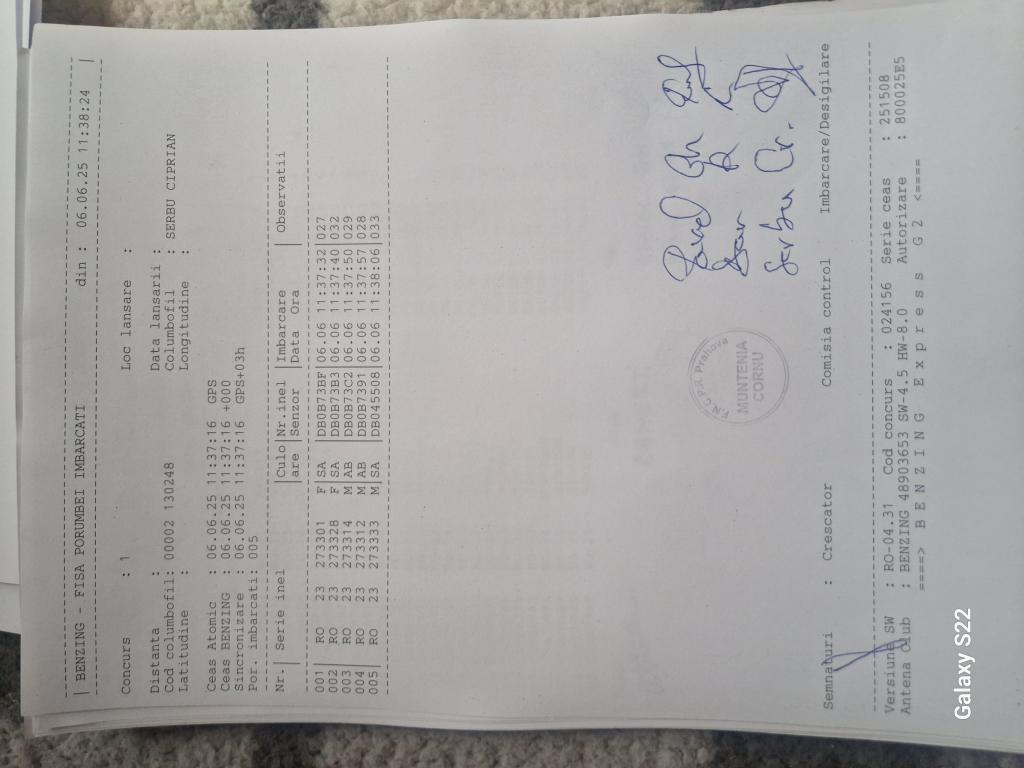 ---------------------------------------------------------------
| BENZING - FISA PORUMBEI IMBARCATI din : 06.06.25 11:38:24 |
---------------------------------------------------------------
Concurs : 1 Loc lansare :
Distanta : Data lansarii :
Cod columbofil: 00002 130248 Columbofil : SERBU CIPRIAN
Latitudine : Longitudine :
Ceas Atomic : 06.06.25 11:37:16 GPS
Ceas BENZING : 06.06.25 11:37:16 +000
Sincronizare : 06.06.25 11:37:16 GPS+03h
Por. imbarcati: 005
---------------------------------------------------------------
Nr.| Serie inel |Culo|Nr.inel |Imbarcare | Observatii
| |are |Senzor |Data Ora |
---------------------------------------------------------------
001| RO 23 273301 F|SA |DB0B73BF|06.06 11:37:32|027
002| RO 23 273328 F|SA |DB0B73B3|06.06 11:37:40|032
003| RO 23 273314 M|AB |DB0B73C2|06.06 11:37:50|029
004| RO 23 273312 M|AB |DB0B7391|06.06 11:37:57|028
005| RO 23 273333 M|SA |DB045508|06.06 11:38:06|033
---------------------------------------------------------------
F.N.C.P.R. Prahova
MUNTENIA
CORNU
Serbu Cr.
Semnaturi : Crescator Comisia control Imbarcare/Desigilare
---------------------------------------------------------------
Versiune SW : RO-04.31 Cod concurs : 024156 Serie ceas : 251508
Antena club : BENZING 48903653 SW-4.5 HW-8.0 Autorizare : 800025E5
====> B E N Z I N G E x p r e s s G 2 <====
Galaxy S22